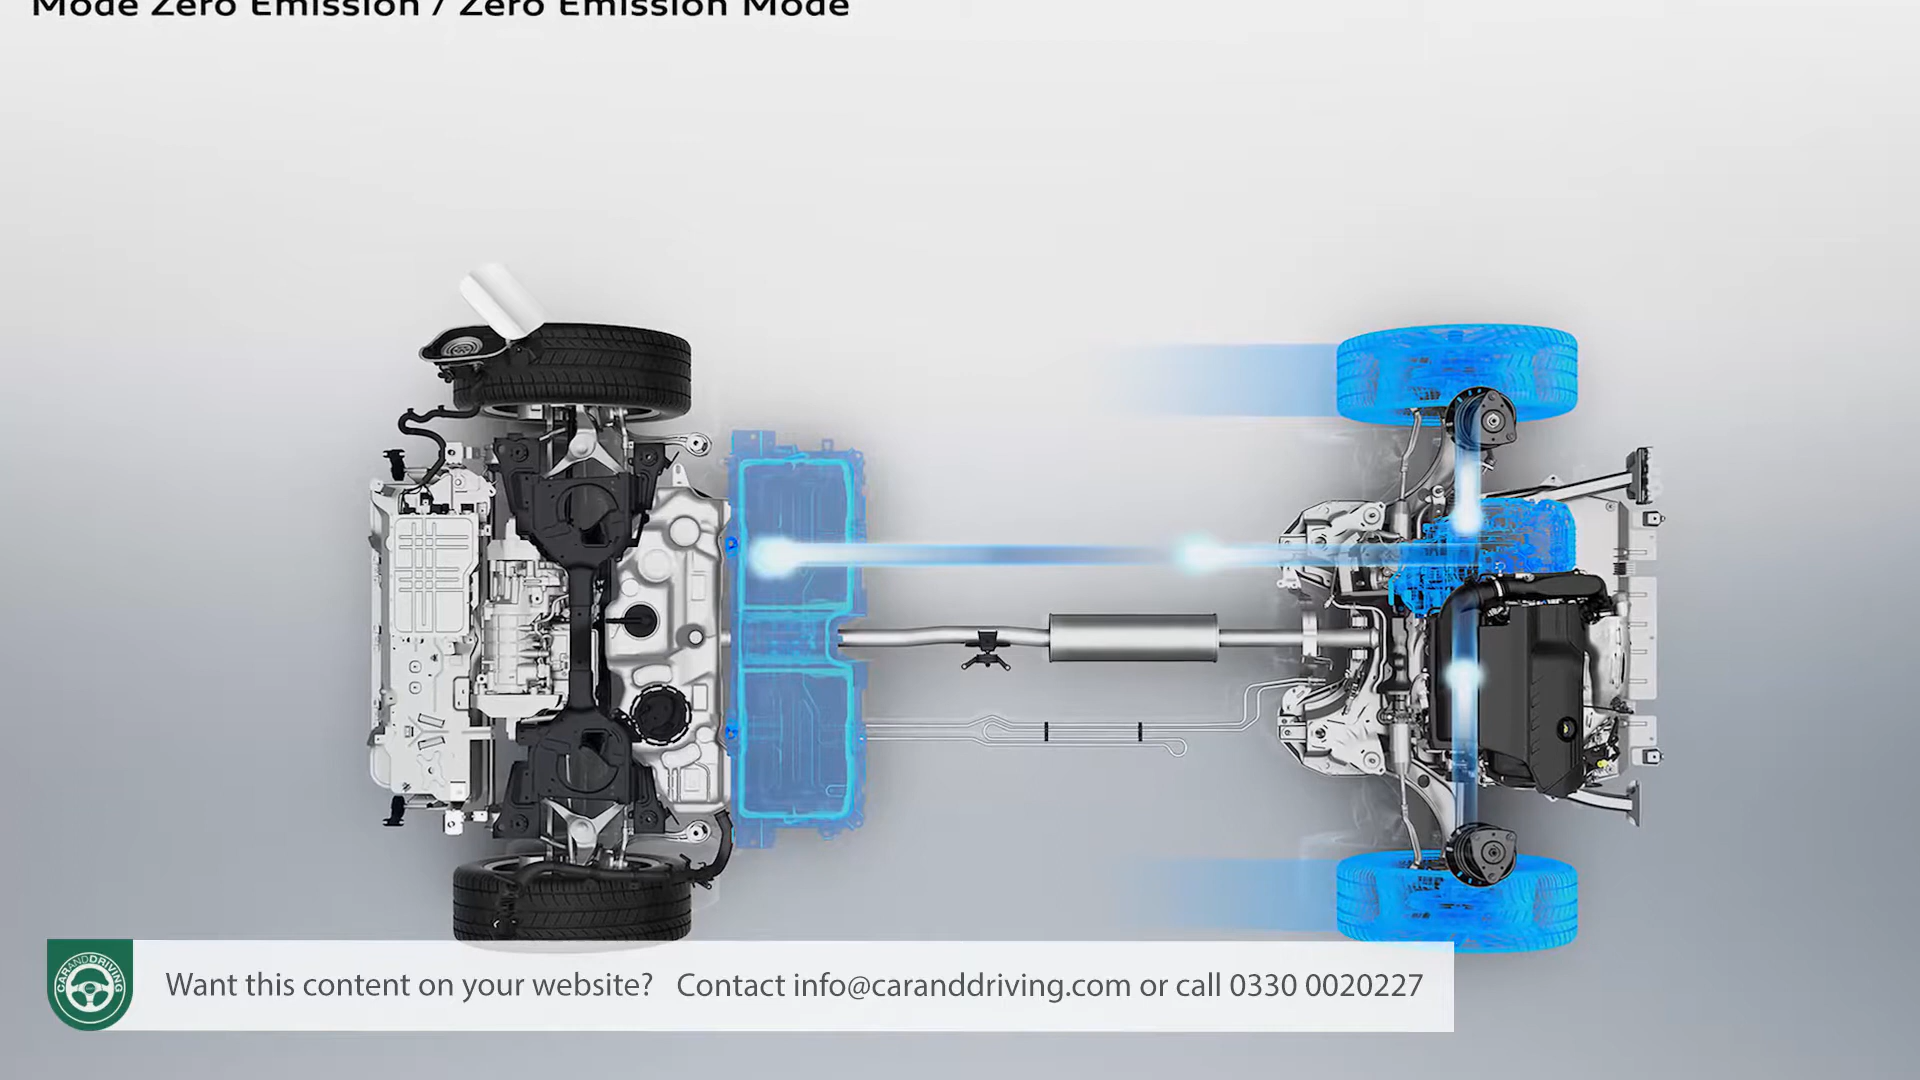 Mode Zero Emission / Zero Emission Mode
CARANDDRIVING
Want this content on your website? Contact info@caranddriving.com or call 0330 0020227